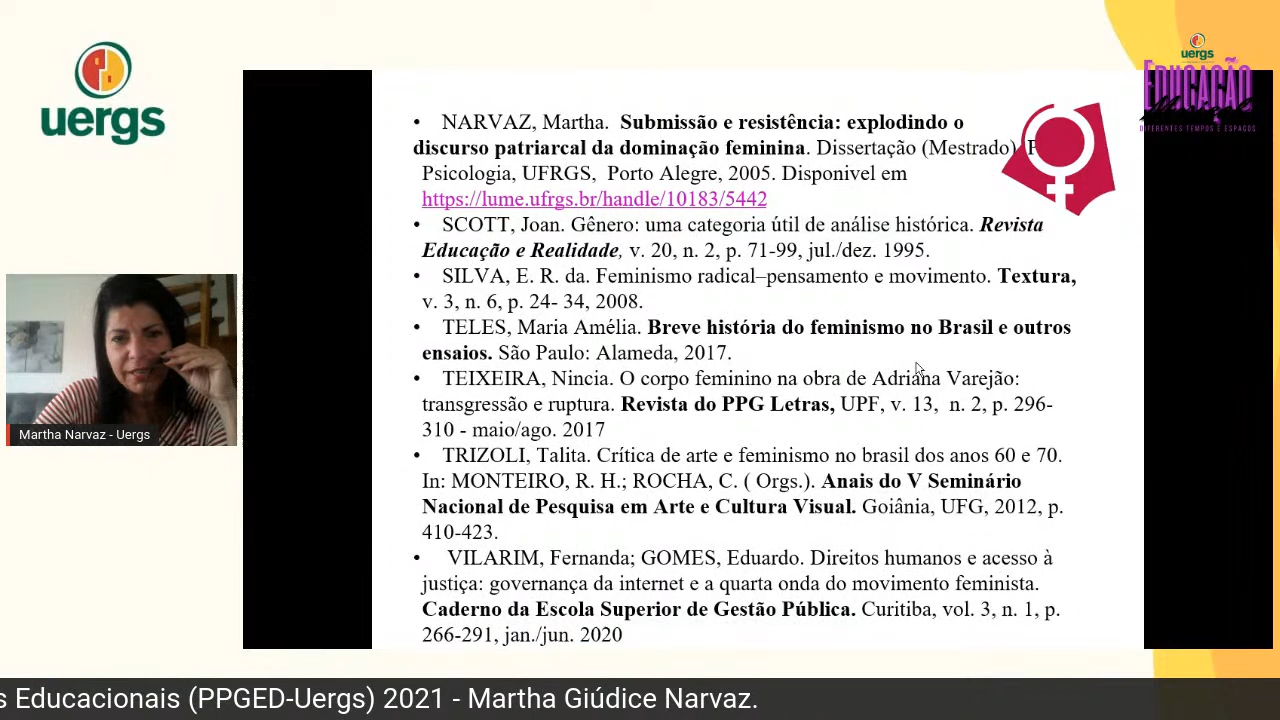 uergs
uergs
EDUCAÇÃO
DIFERENTES TEMPOS E ESPAÇOS
• NARVAZ, Martha. Submissão e resistência: explodindo o
discurso patriarcal da dominação feminina. Dissertação (Mestrado)
Psicologia, UFRGS, Porto Alegre, 2005. Disponivel em
https://lume.ufrgs.br/handle/10183/5442
• SCOTT, Joan. Gênero: uma categoria útil de análise histórica. Revista
Educação e Realidade, v. 20, n. 2, p. 71-99, jul./dez. 1995.
• SILVA, E. R. da. Feminismo radical–pensamento e movimento. Textura,
v. 3, n. 6, p. 24- 34, 2008.
• TELES, Maria Amélia. Breve história do feminismo no Brasil e outros
ensaios. São Paulo: Alameda, 2017.
• TEIXEIRA, Nincia. O corpo feminino na obra de Adriana Varejão:
transgressão e ruptura. Revista do PPG Letras, UPF, v. 13, n. 2, p. 296-
310 - maio/ago. 2017
• TRIZOLI, Talita. Crítica de arte e feminismo no brasil dos anos 60 e 70.
In: MONTEIRO, R. H.; ROCHA, C. ( Orgs.). Anais do V Seminário
Nacional de Pesquisa em Arte e Cultura Visual. Goiânia, UFG, 2012, p.
410-423.
• VILARIM, Fernanda; GOMES, Eduardo. Direitos humanos e acesso à
justiça: governança da internet e a quarta onda do movimento feminista.
Caderno da Escola Superior de Gestão Pública. Curitiba, vol. 3, n. 1, p.
266-291, jan./jun. 2020
Martha Narvaz - Uergs
s Educacionais (PPGED-Uergs) 2021 - Martha Giúdice Narvaz.